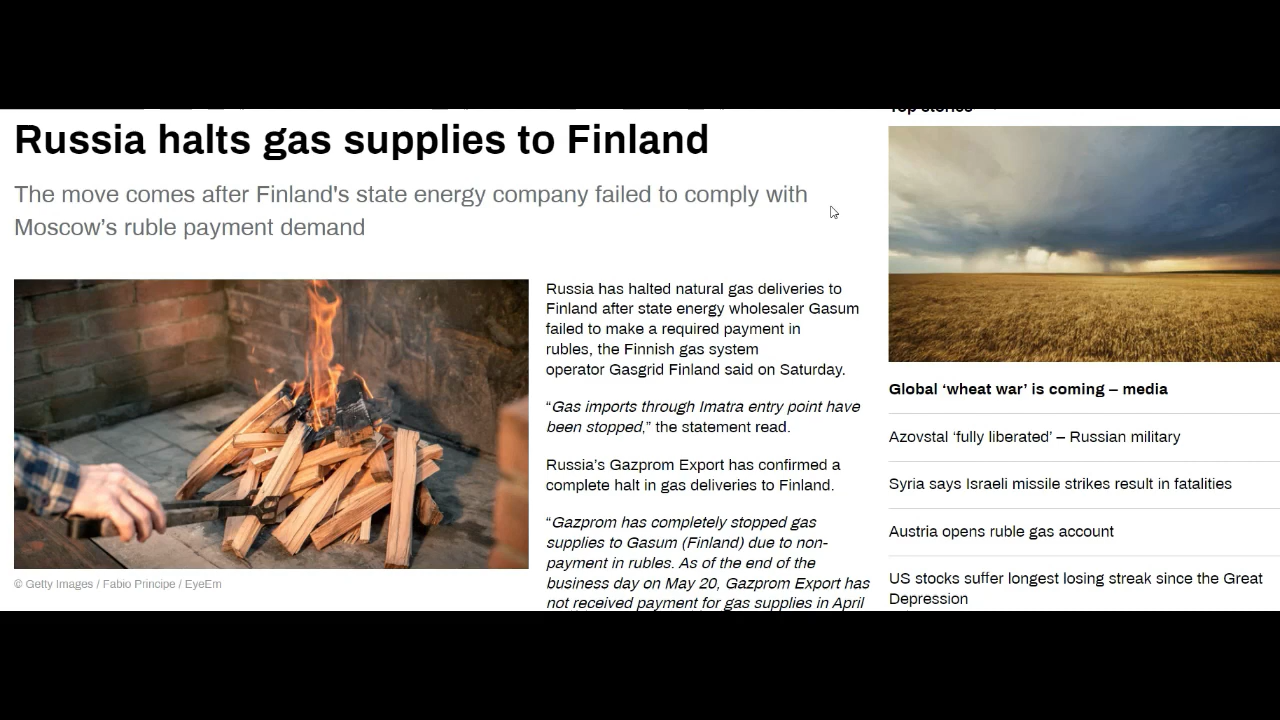 Top stories
Russia halts gas supplies to Finland
The move comes after Finland's state energy company failed to comply with
Moscow’s ruble payment demand
Russia has halted natural gas deliveries to
Finland after state energy wholesaler Gasum
failed to make a required payment in
rubles, the Finnish gas system
operator Gasgrid Finland said on Saturday.
“Gas imports through Imatra entry point have
been stopped,” the statement read.
Russia’s Gazprom Export has confirmed a
complete halt in gas deliveries to Finland.
“Gazprom has completely stopped gas
supplies to Gasum (Finland) due to non-
payment in rubles. As of the end of the
business day on May 20, Gazprom Export has
not received payment for gas supplies in April
© Getty Images / Fabio Principe / EyeEm
Global ‘wheat war’ is coming – media
Azovstal ‘fully liberated’ – Russian military
Syria says Israeli missile strikes result in fatalities
Austria opens ruble gas account
US stocks suffer longest losing streak since the Great
Depression